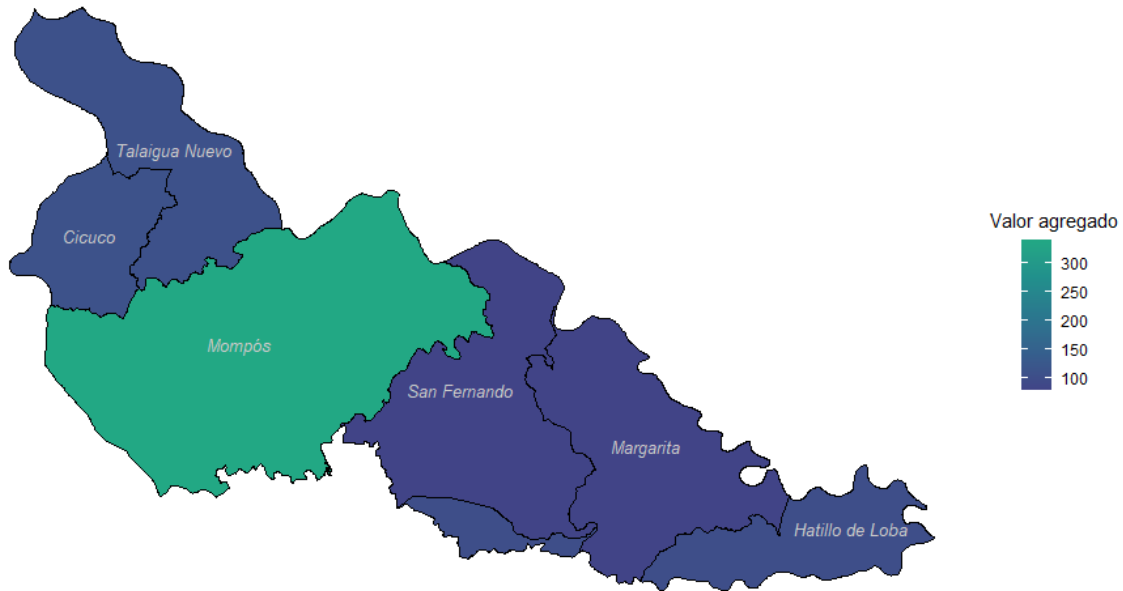 Talaigua Nuevo
Cicuco
Mompós
San Fernando
Margarita
Hatillo de Loba
Valor agregado
300
250
200
150
100